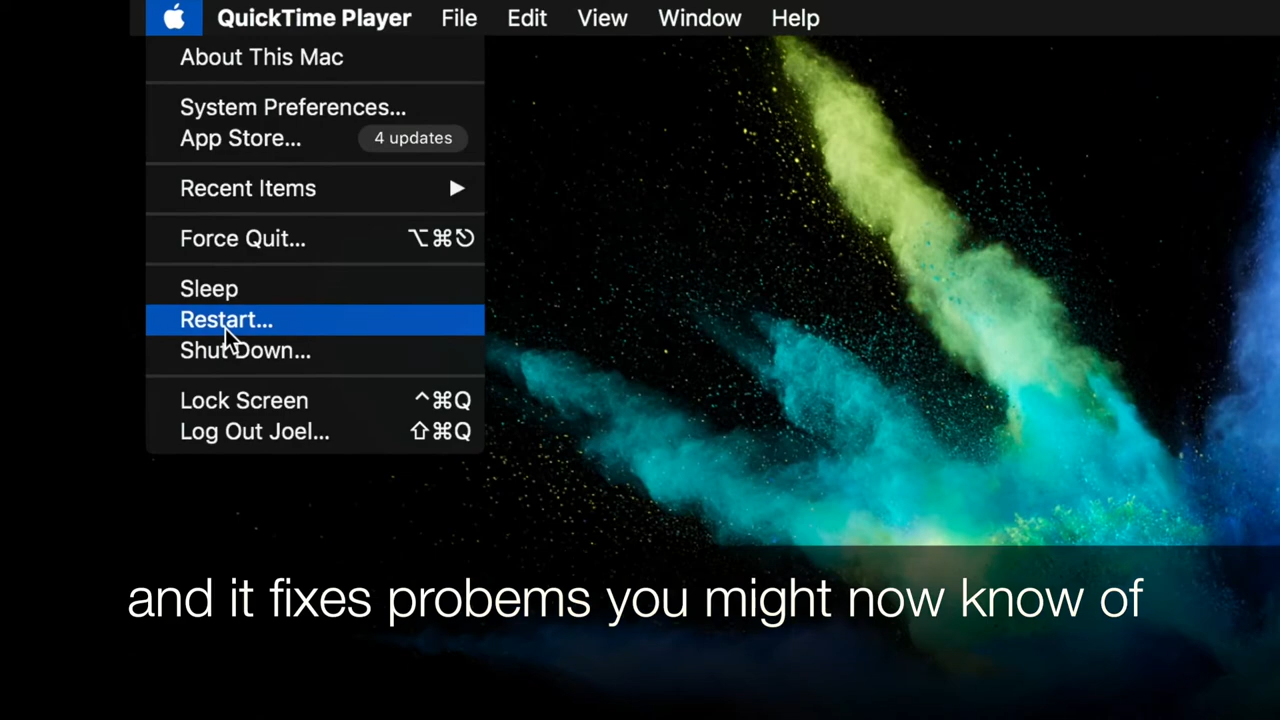 QuickTime Player File Edit View Window Help
About This Mac
System Preferences...
App Store... 4 updates
Recent Items ▶
Force Quit... ⌥⌘⎋
Sleep
Restart...
Shut Down...
Lock Screen ^⌘Q
Log Out Joel... ⇧⌘Q
and it fixes probems you might now know of